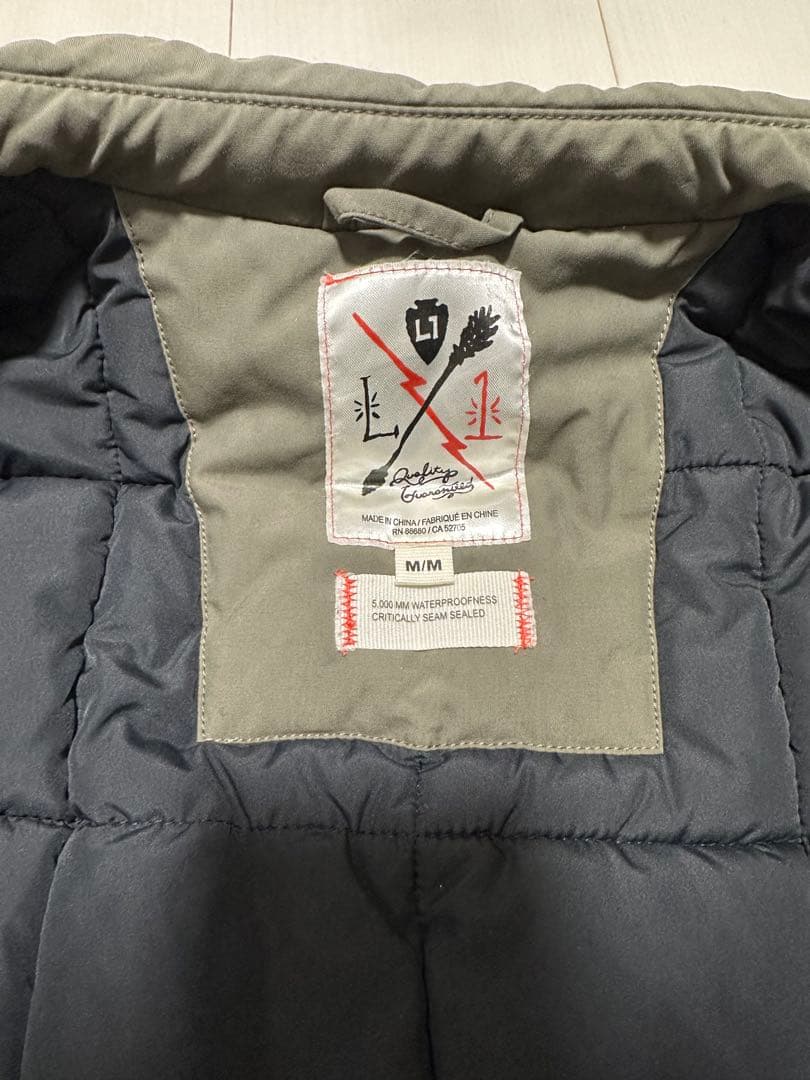 L1
L 1
Quality
Guaranteed
MADE IN CHINA / FABRIQUÉ EN CHINE
RN 88680 / CA 52705
M/M
5,000 MM WATERPROOFNESS
CRITICALLY SEAM SEALED